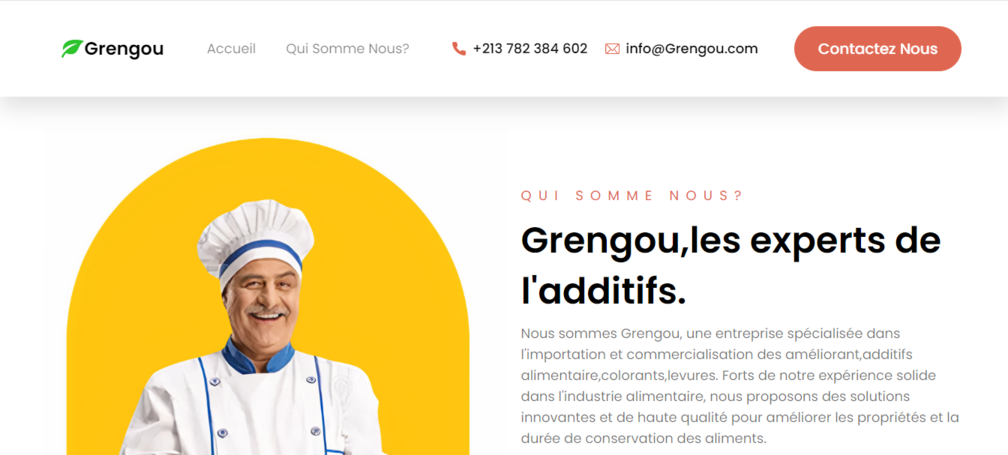 Grengou
Accueil
Qui Somme Nous?
+213 782 384 602
info@Grengou.com
Contactez Nous
QUI SOMME NOUS?
Grengou,les experts de
l'additifs.
Nous sommes Grengou, une entreprise spécialisée dans
l'importation et commercialisation des améliorant,additifs
alimentaire,colorants,levures. Forts de notre expérience solide
dans l'industrie alimentaire, nous proposons des solutions
innovantes et de haute qualité pour améliorer les propriétés et la
durée de conservation des aliments.